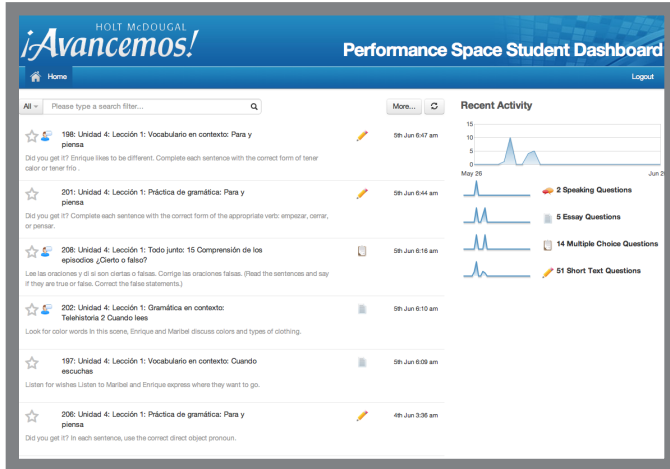 HOLT McDOUGAL
¡Avancemos!
Performance Space Student Dashboard
Home
Logout
All
Please type a search filter...
More...
Recent Activity
15
10
5
0
May 26
Jun 2
198: Unidad 4: Lección 1: Vocabulario en contexto: Para y
piensa
5th Jun 6:47 am
Did you get it? Enrique likes to be different. Complete each sentence with the correct form of tener
calor or tener frio .
201: Unidad 4: Lección 1: Práctica de gramática: Para y
piensa
5th Jun 6:44 am
Did you get it? Complete each sentence with the correct form of the appropriate verb: empezar, cerrar,
or pensar.
208: Unidad 4: Lección 1: Todo junto: 15 Comprensión de los
episodios ¿Cierto o falso?
5th Jun 6:16 am
Lee las oraciones y di si son ciertas o falsas. Corrige las oraciones falsas. (Read the sentences and say
if they are true or false. Correct the false statements.)
202: Unidad 4: Lección 1: Gramática en contexto:
Telehistoria 2 Cuando lees
5th Jun 6:10 am
Look for color words In this scene, Enrique and Maribel discuss colors and types of clothing.
197: Unidad 4: Lección 1: Vocabulario en contexto: Cuando
escuchas
5th Jun 6:09 am
Listen for wishes Listen to Maribel and Enrique express where they want to go.
206: Unidad 4: Lección 1: Práctica de gramática: Para y
piensa
4th Jun 3:36 am
Did you get it? In each sentence, use the correct direct object pronoun.
2 Speaking Questions
5 Essay Questions
14 Multiple Choice Questions
51 Short Text Questions